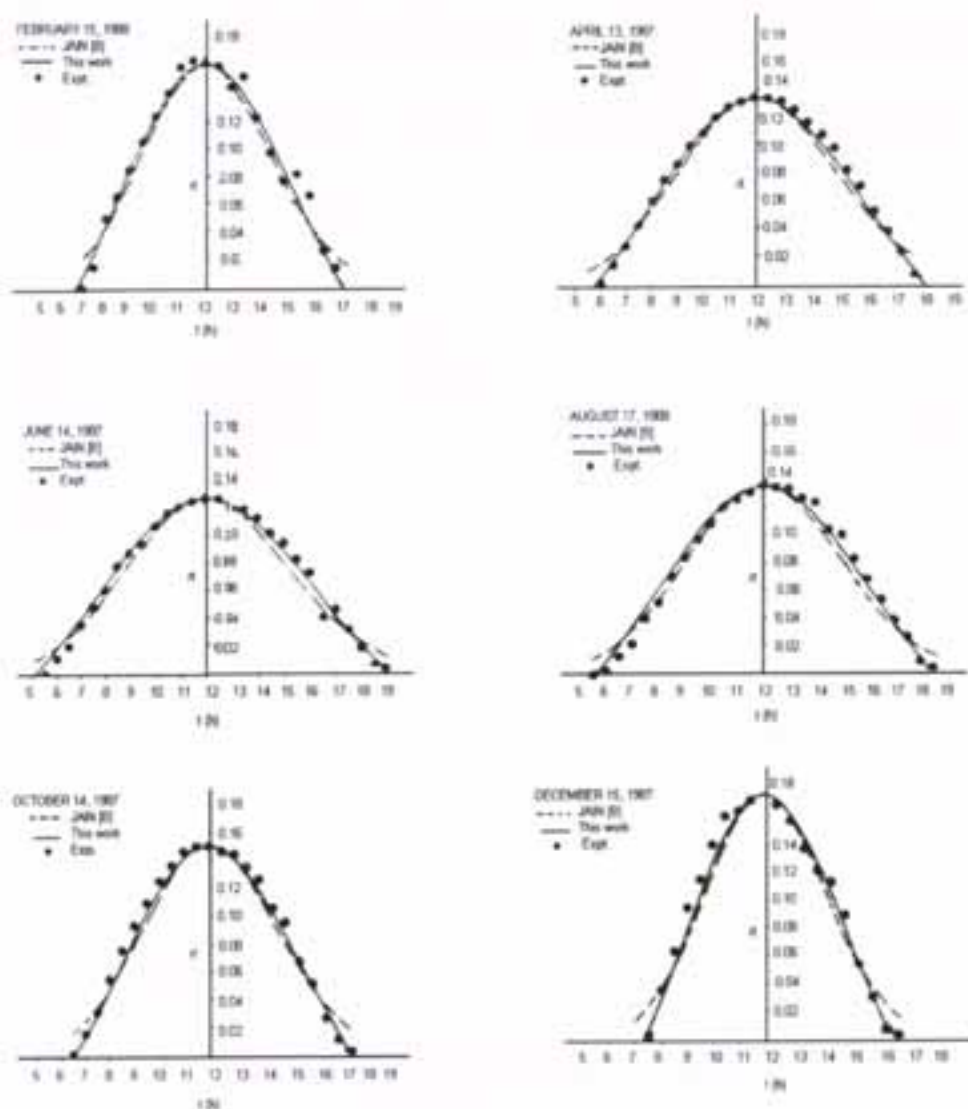 FEBRUARY 15, 1988
JAIN [8]
This work
Expt.
0.18
0.12
0.10
0.06
0.04
5 6 7 8 9 10 11 12 13 14 15 16 17 18 19
t (h)
APRIL 13, 1987
JAIN [8]
This work
Expt.
0.18
0.16
0.14
0.12
0.10
0.08
0.06
0.04
0.02
5 6 7 8 9 10 11 12 13 14 15 16 17 18 19
t (h)
JUNE 14, 1987
JAIN [8]
This work
Expt
0.18
0.16
0.14
0.10
0.02
5 6 7 8 9 10 11 12 13 14 15 16 17 18 19
t (h)
AUGUST 17, 1988
JAIN [8]
This work
Expt
0.18
0.16
0.14
0.10
0.08
0.06
0.04
0.02
5 6 7 8 9 10 11 12 13 14 15 16 17 18 19
t (h)
OCTOBER 14, 1987
JAIN [8]
This work
0.18
0.16
0.12
0.10
0.08
0.06
0.04
0.02
5 6 7 8 9 10 11 12 13 14 15 16 17 18 19
t (h)
DECEMBER 15, 1987
JAIN [8]
This work
Expt
0.18
0.14
0.12
0.10
0.08
0.06
0.04
0.02
5 6 7 8 9 10 11 12 13 14 15 16 17 18
t (h)